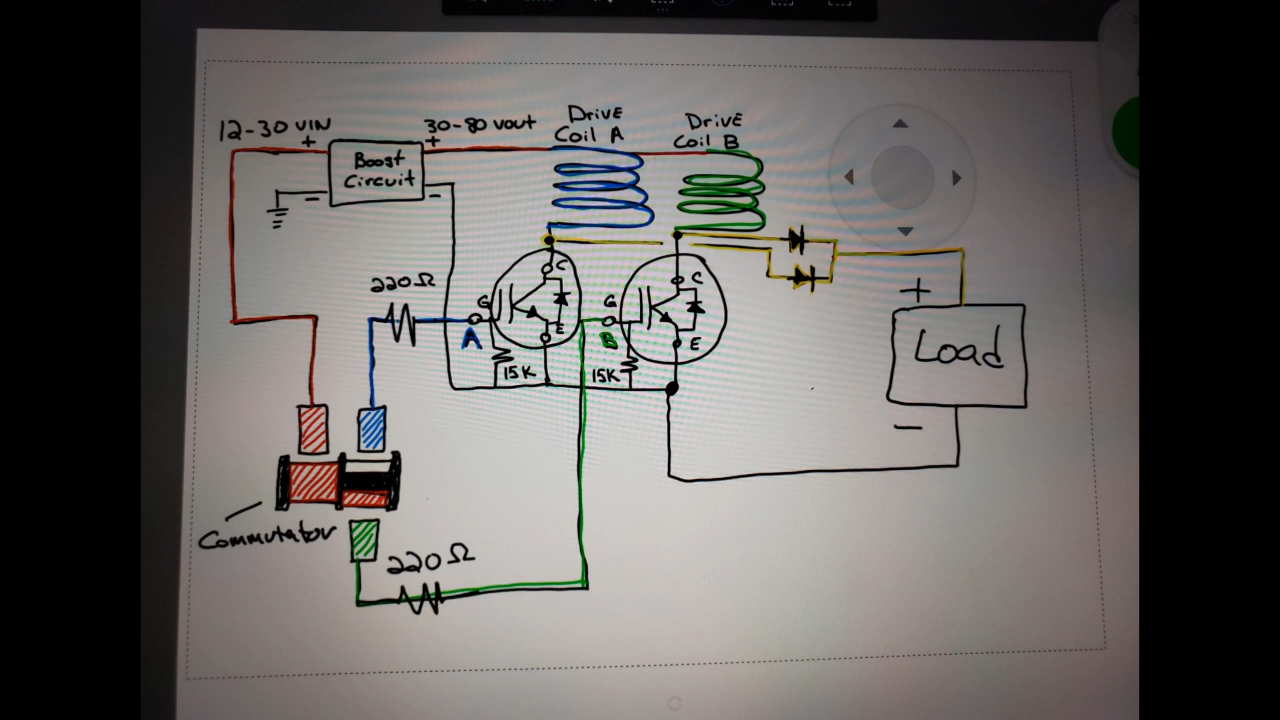 12-30 VIN
+
30-80 vout
+
Drive
Coil A
Drive
Coil B
Boost
Circuit
-
-
220Ω
C
G
E
A
15K
C
G
E
B
15K
+
Load
-
Commutator
220Ω